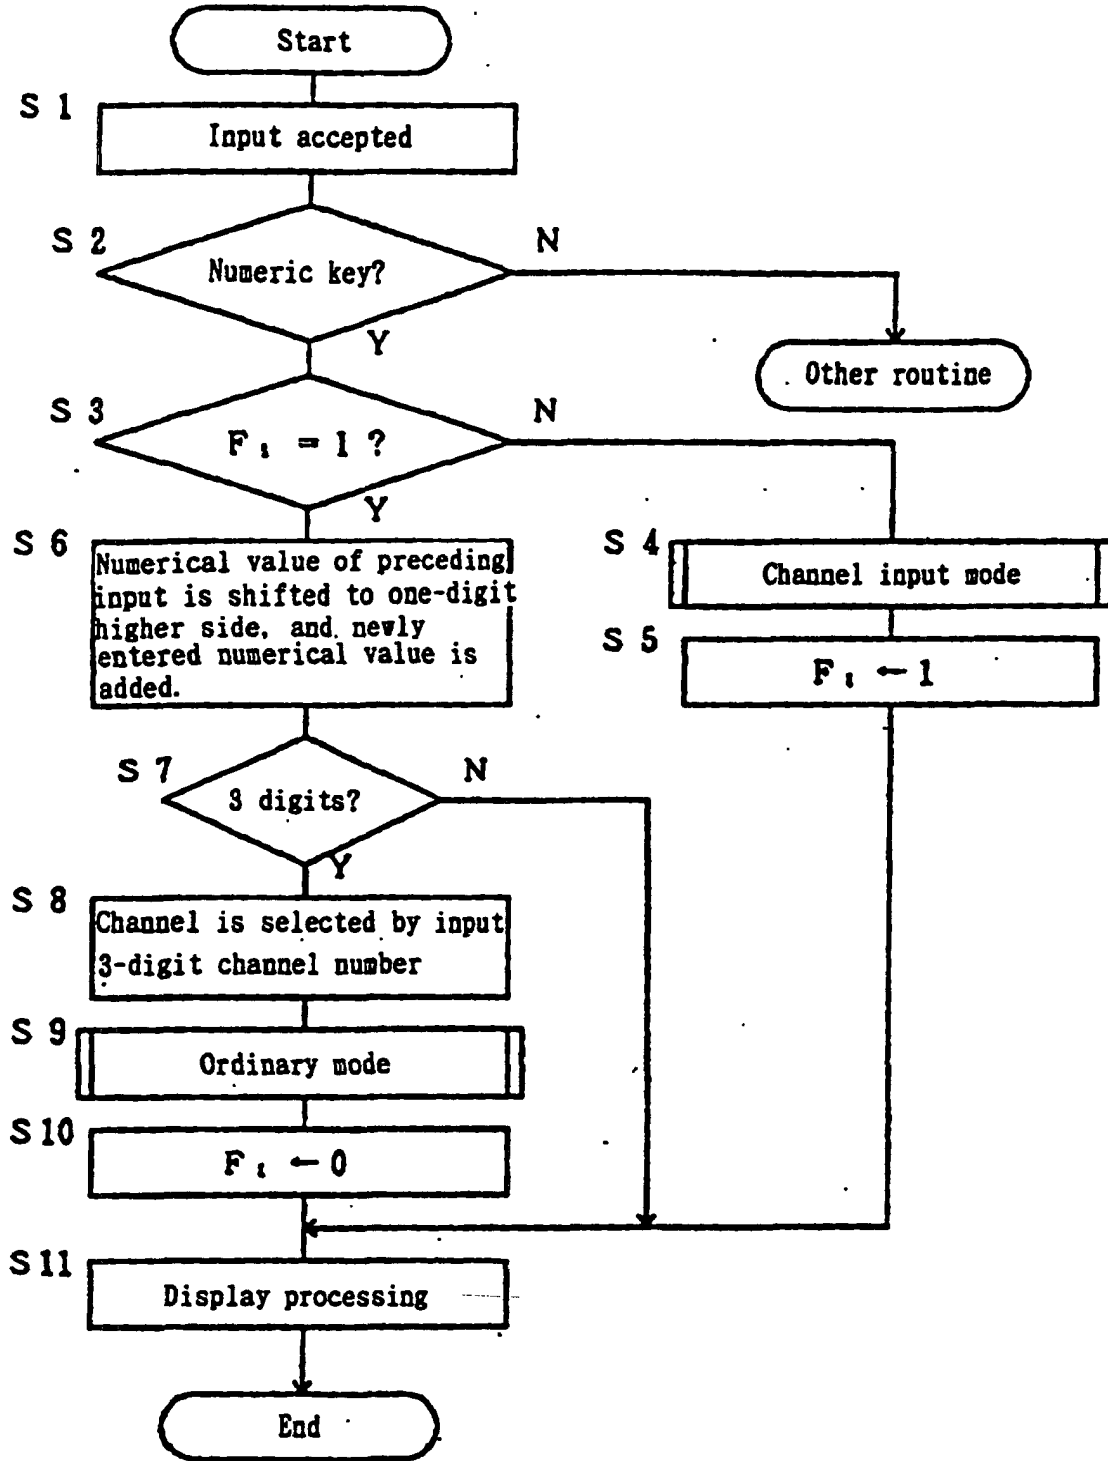 Start
S 1
Input accepted
S 2
Numeric key?
N
Y
Other routine
S 3
F₁ = 1 ?
N
Y
S 4
Channel input mode
S 5
F₁ ← 1
S 6
Numerical value of preceding
input is shifted to one-digit
higher side, and newly
entered numerical value is
added.
S 7
3 digits?
N
Y
S 8
Channel is selected by input
3-digit channel number
S 9
Ordinary mode
S 10
F₁ ← 0
S 11
Display processing
End